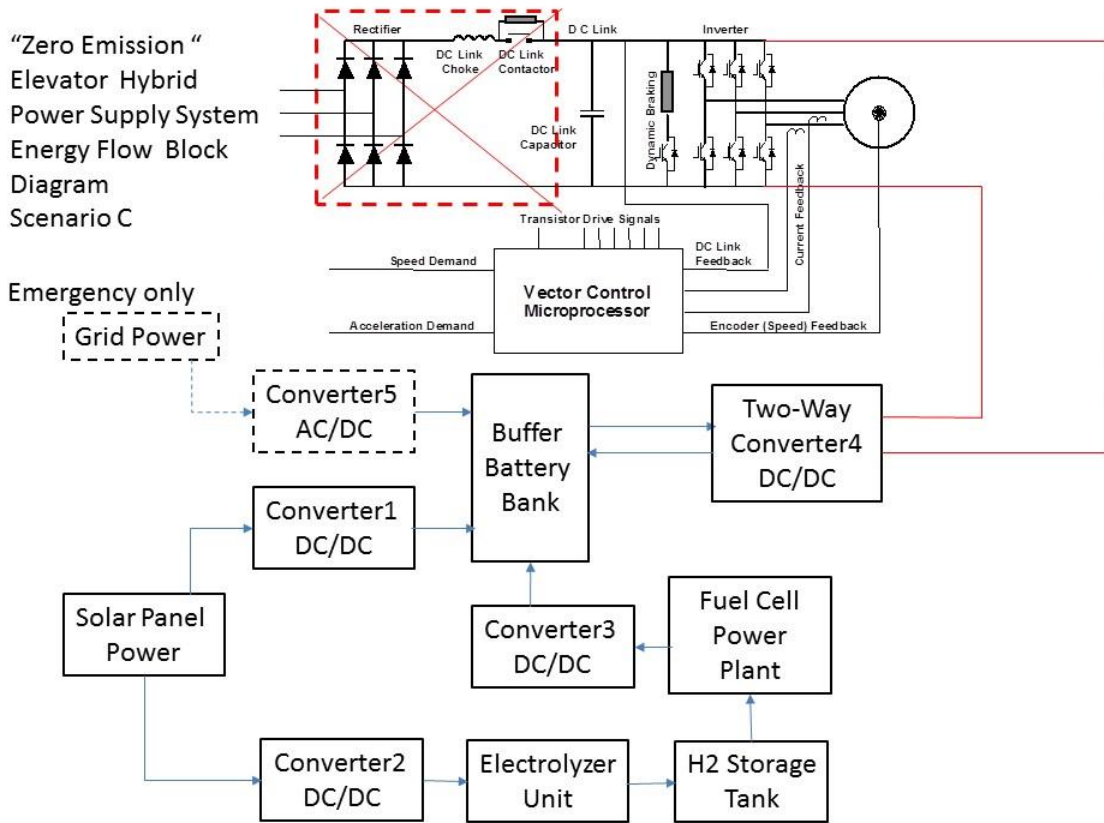 “Zero Emission “
Elevator Hybrid
Power Supply System
Energy Flow Block
Diagram
Scenario C
Rectifier
DC Link
Choke
DC Link
Contactor
D C Link
Inverter
DC Link
Capacitor
Dynamic Braking
Current Feedback
Transistor Drive Signals
Speed Demand
DC Link
Feedback
Vector Control
Microprocessor
Acceleration Demand
Encoder (Speed) Feedback
Emergency only
Grid Power
Converter5
AC/DC
Buffer
Battery
Bank
Two-Way
Converter4
DC/DC
Converter1
DC/DC
Solar Panel
Power
Converter3
DC/DC
Fuel Cell
Power
Plant
Converter2
DC/DC
Electrolyzer
Unit
H2 Storage
Tank